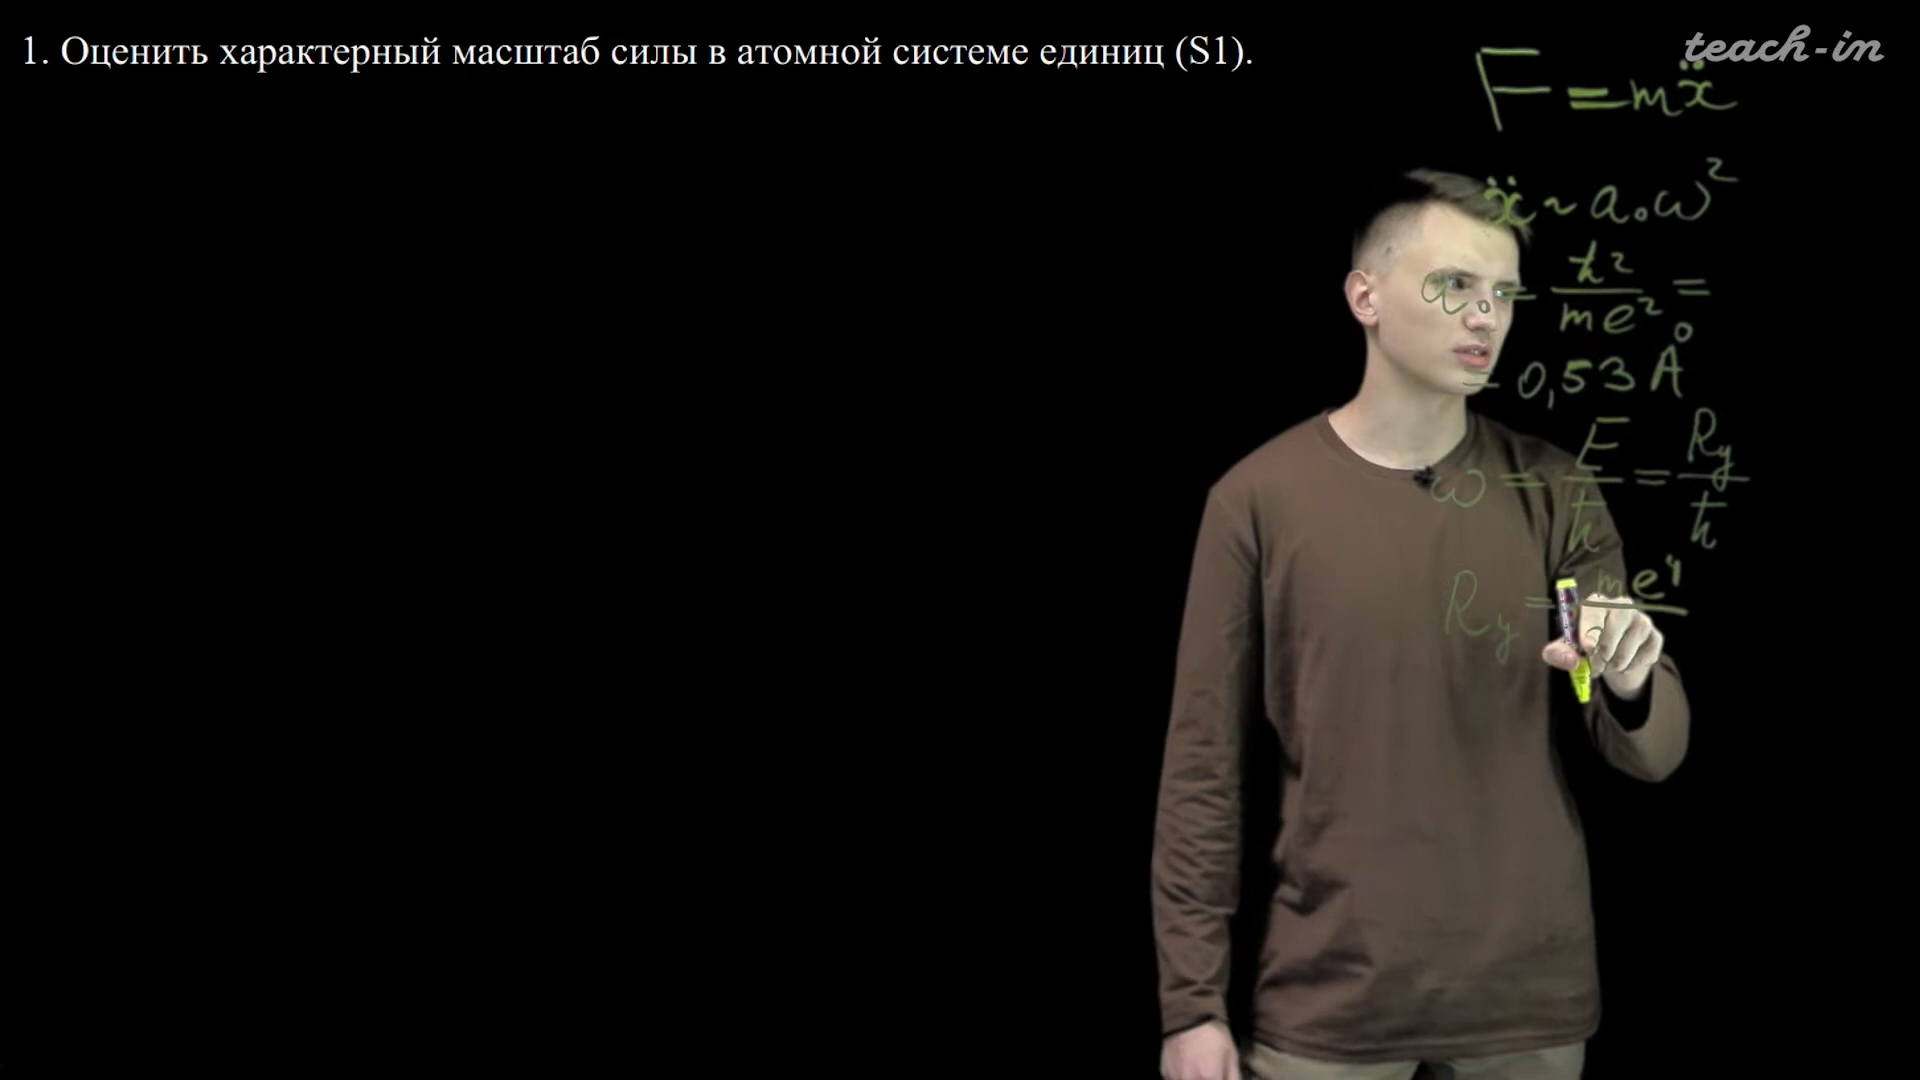 1. Оценить характерный масштаб силы в атомной системе единиц (S1).
teach-in
F = mẍ
ẍ ~ a₀ω²
a₀ = ħ² / me² =
= 0,53 Å
ω = E / ħ = Ry / ħ
Ry = me⁴